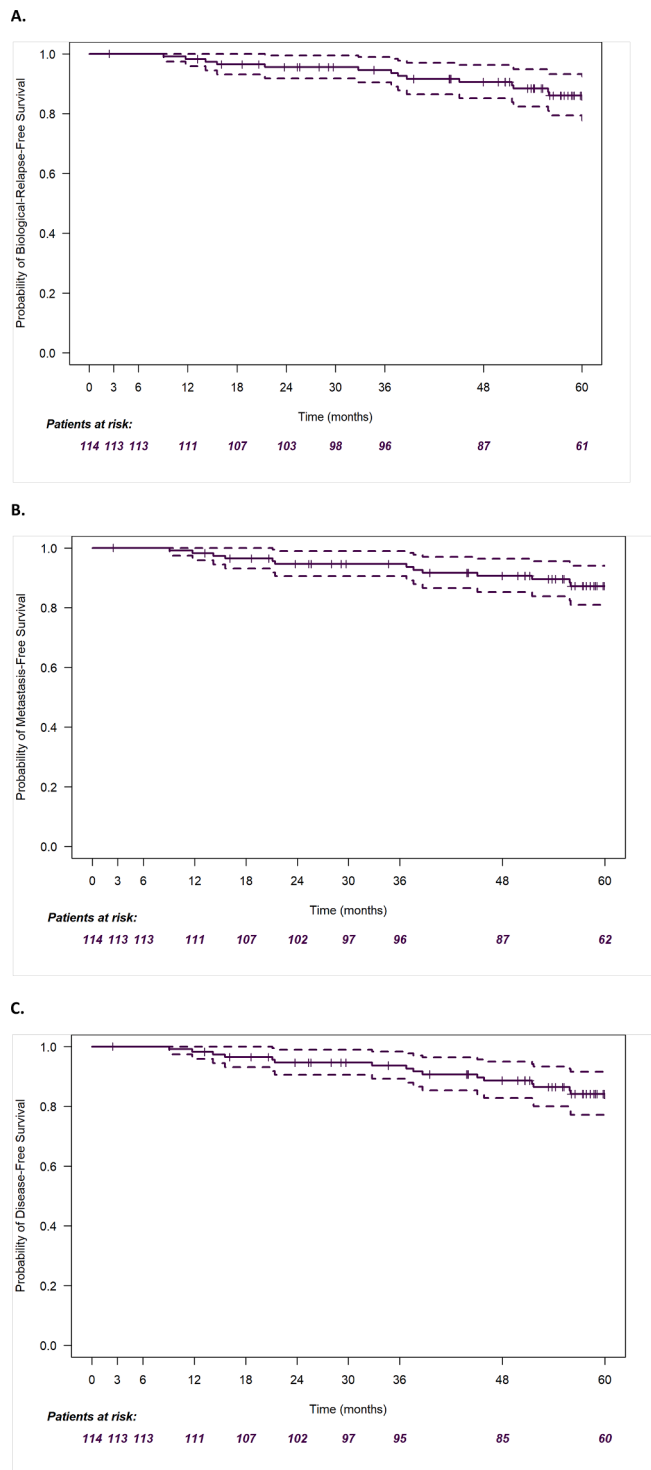 A.
Probability of Biological-Relapse-Free Survival
1.0
0.8
0.6
0.4
0.2
0.0
0 3 6 12 18 24 30 36 48 60
Time (months)
Patients at risk:
114 113 113 111 107 103 98 96 87 61
B.
Probability of Metastasis-Free Survival
1.0
0.8
0.6
0.4
0.2
0.0
0 3 6 12 18 24 30 36 48 60
Time (months)
Patients at risk:
114 113 113 111 107 102 97 96 87 62
C.
Probability of Disease-Free Survival
1.0
0.8
0.6
0.4
0.2
0.0
0 3 6 12 18 24 30 36 48 60
Time (months)
Patients at risk:
114 113 113 111 107 102 97 95 85 60